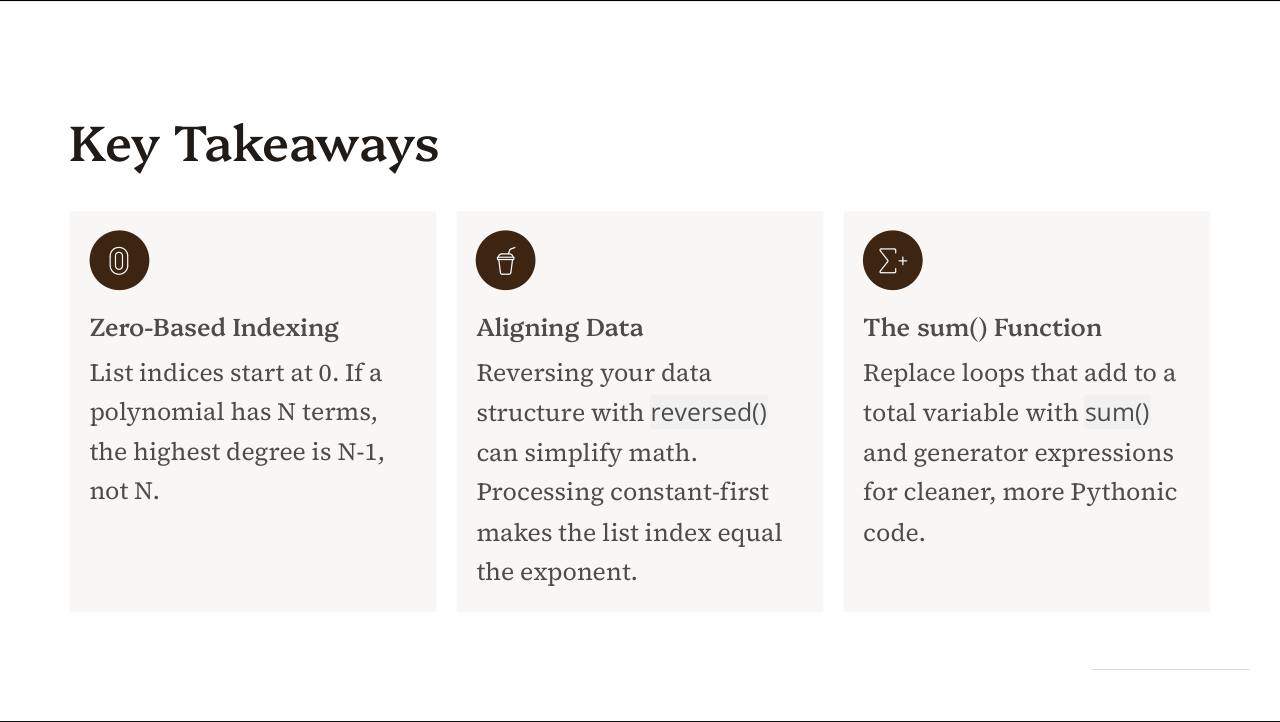 Key Takeaways
0
Σ+
Zero-Based Indexing
List indices start at 0. If a
polynomial has N terms,
the highest degree is N-1,
not N.
Aligning Data
Reversing your data
structure with reversed()
can simplify math.
Processing constant-first
makes the list index equal
the exponent.
The sum() Function
Replace loops that add to a
total variable with sum()
and generator expressions
for cleaner, more Pythonic
code.